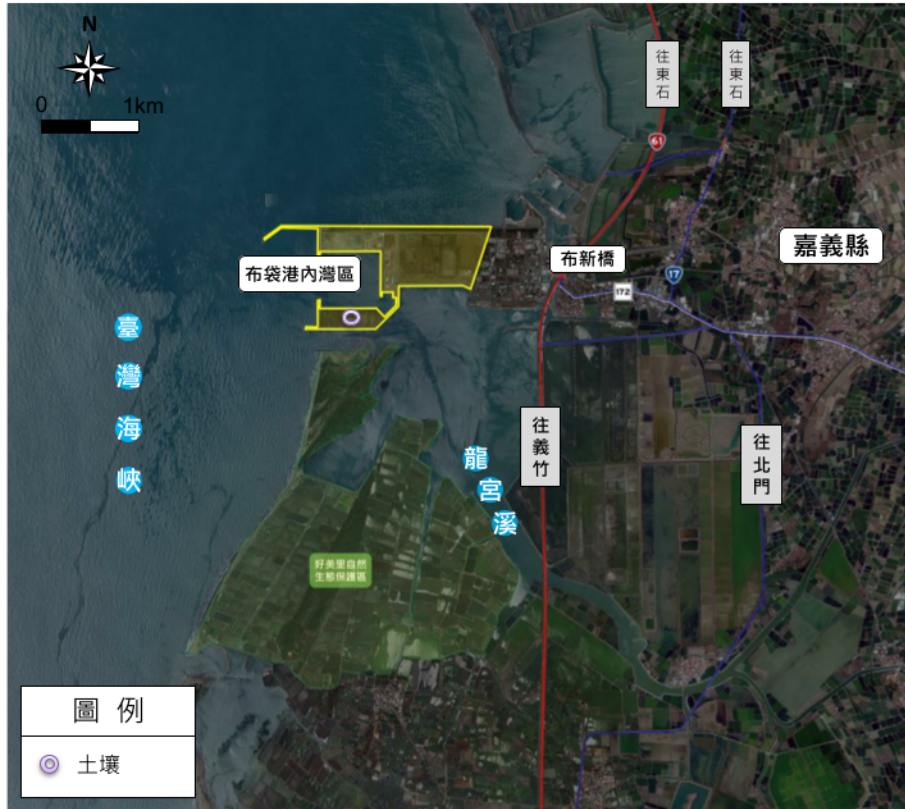 N
0 1km
往東石
往東石
61
嘉義縣
布新橋
布袋港內灣區
17
172
臺灣海峽
往義竹
往北門
龍宮溪
好美里自然
生態保護區
圖例
土壤